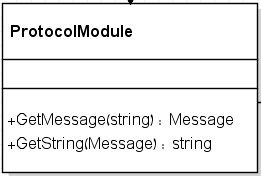 ProtocolModule
+GetMessage(string) : Message
+GetString(Message) : string